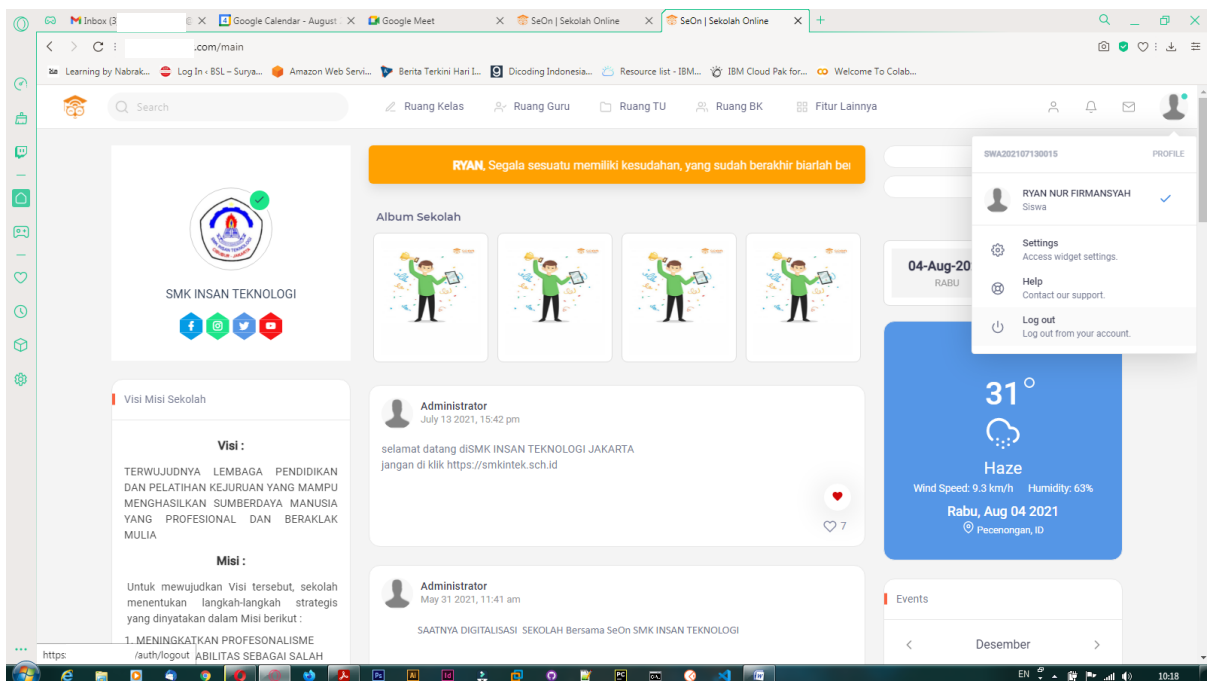 M Inbox (3
Google Calendar - August
Google Meet
SeOn | Sekolah Online
SeOn | Sekolah Online
.com/main
Learning by Nabrak...
Log In ‹ BSL – Surya...
Amazon Web Servi...
Berita Terkini Hari I...
Dicoding Indonesia...
Resource list - IBM...
IBM Cloud Pak for...
Welcome To Colab...
Search
Ruang Kelas
Ruang Guru
Ruang TU
Ruang BK
Fitur Lainnya
SMK INSAN TEKNOLOGI
Visi Misi Sekolah
Visi :
TERWUJUDNYA LEMBAGA PENDIDIKAN
DAN PELATIHAN KEJURUAN YANG MAMPU
MENGHASILKAN SUMBERDAYA MANUSIA
YANG PROFESIONAL DAN BERAKLAK
MULIA
Misi :
Untuk mewujudkan Visi tersebut, sekolah
menentukan langkah-langkah strategis
yang dinyatakan dalam Misi berikut :
1. MENINGKATKAN PROFESONALISME
ABILITAS SEBAGAI SALAH
https:
/auth/logout
RYAN, Segala sesuatu memiliki kesudahan, yang sudah berakhir biarlah ber
Album Sekolah
Administrator
July 13 2021, 15:42 pm
selamat datang diSMK INSAN TEKNOLOGI JAKARTA
jangan di klik https://smkintek.sch.id
7
Administrator
May 31 2021, 11:41 am
SAATNYA DIGITALISASI SEKOLAH Bersama SeOn SMK INSAN TEKNOLOGI
SWA202107130015
PROFILE
RYAN NUR FIRMANSYAH
Siswa
Settings
Access widget settings.
Help
Contact our support.
Log out
Log out from your account.
04-Aug-20
RABU
31°
Haze
Wind Speed: 9.3 km/h Humidity: 63%
Rabu, Aug 04 2021
Pecenongan, ID
Events
Desember
EN
10:18